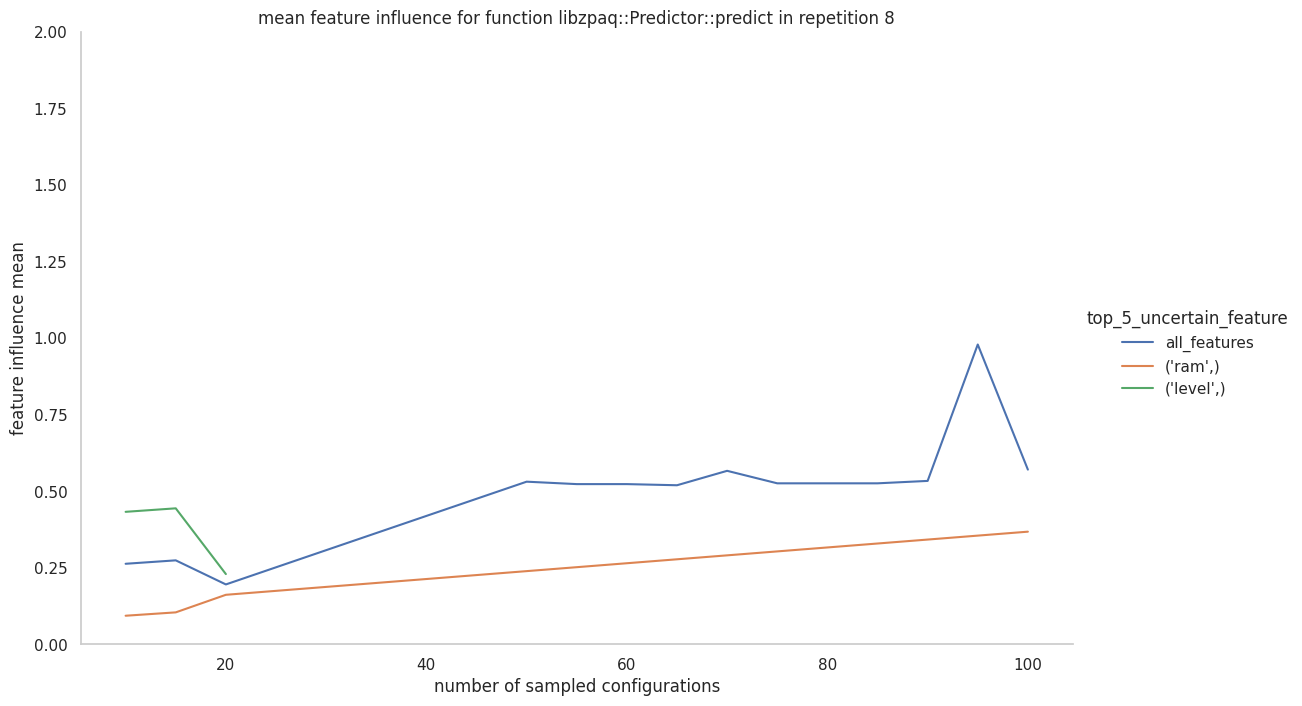 mean feature influence for function libzpaq::Predictor::predict in repetition 8
2.00
1.75
1.50
1.25
1.00
0.75
0.50
0.25
0.00
feature influence mean
20
40
60
80
100
number of sampled configurations
top_5_uncertain_feature
all_features
('ram',)
('level',)